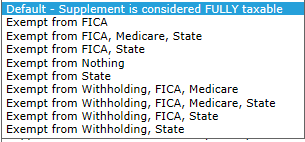 Default - Supplement is considered FULLY taxable
Exempt from FICA
Exempt from FICA, Medicare, State
Exempt from FICA, State
Exempt from Nothing
Exempt from State
Exempt from Withholding, FICA, Medicare
Exempt from Withholding, FICA, Medicare, State
Exempt from Withholding, FICA, State
Exempt from Withholding, State